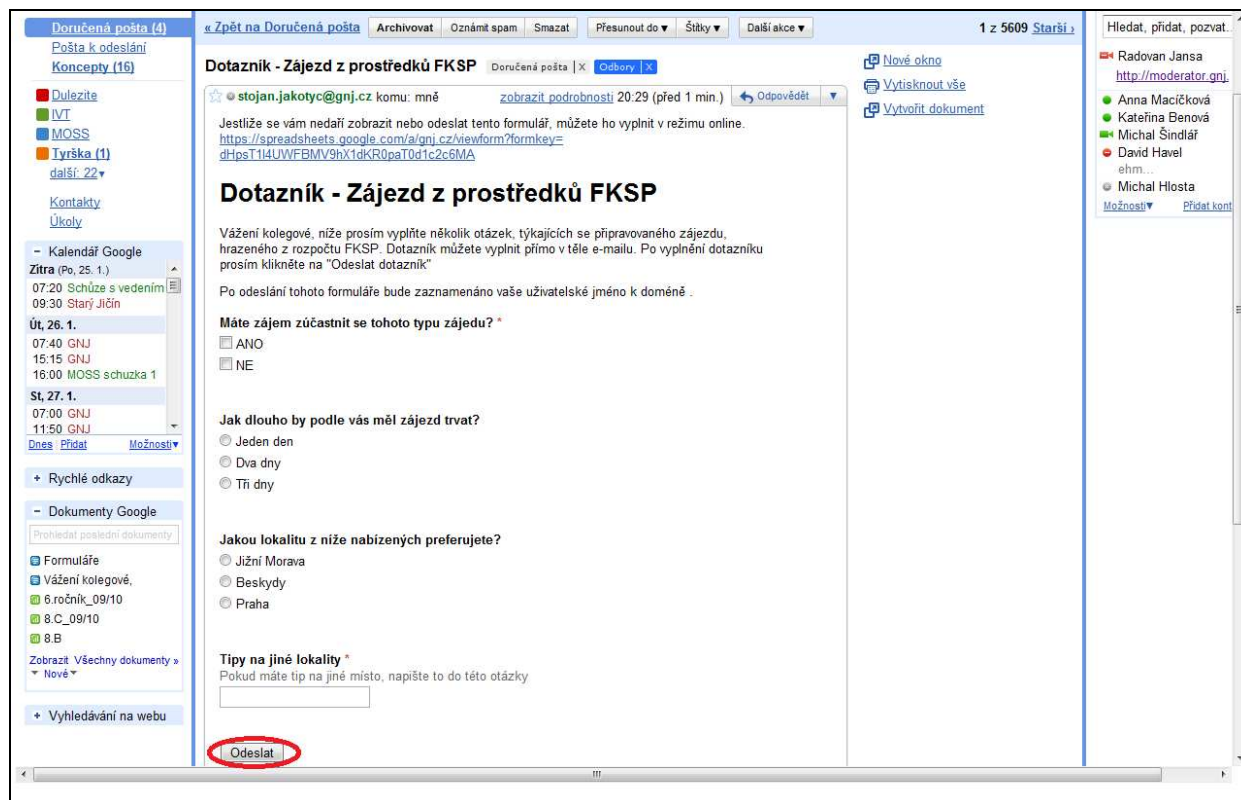 Doručená pošta (4)
Pošta k odeslání
Koncepty (16)
Dulezite
IVT
MOSS
Tyrška (1)
další: 22▾
Kontakty
Úkoly
− Kalendář Google
Zítra (Po, 25. 1.)
07:20 Schůze s vedením
09:30 Starý Jičín
Út, 26. 1.
07:40 GNJ
15:15 GNJ
16:00 MOSS schuzka 1
St, 27. 1.
07:00 GNJ
11:50 GNJ
Dnes Přidat Možnosti▾
+ Rychlé odkazy
− Dokumenty Google
Prohledat poslední dokumenty
Formuláře
Vážení kolegové,
6.ročník_09/10
8.C_09/10
8.B
Zobrazit Všechny dokumenty »
▾ Nové ▾
+ Vyhledávání na webu
« Zpět na Doručená pošta Archivovat Oznámit spam Smazat Přesunout do ▾ Štítky ▾ Další akce ▾ 1 z 5609 Starší ›
Dotazník - Zájezd z prostředků FKSP Doručená pošta | X Odbory | X
stojan.jakotyc@gnj.cz komu: mně zobrazit podrobnosti 20:29 (před 1 min.) Odpovědět ▾
Jestliže se vám nedaří zobrazit nebo odeslat tento formulář, můžete ho vyplnit v režimu online.
https://spreadsheets.google.com/a/gnj.cz/viewform?formkey=
dHpsT1l4UWFBMV9hX1dKR0paT0d1c2c6MA
Dotazník - Zájezd z prostředků FKSP
Vážení kolegové, níže prosím vyplňte několik otázek, týkajících se připravovaného zájezdu,
hrazeného z rozpočtu FKSP. Dotazník můžete vyplnit přímo v těle e-mailu. Po vyplnění dotazníku
prosím klikněte na "Odeslat dotazník"
Po odeslání tohoto formuláře bude zaznamenáno vaše uživatelské jméno k doméně .
Máte zájem zúčastnit se tohoto typu zájedu? *
ANO
NE
Jak dlouho by podle vás měl zájezd trvat?
Jeden den
Dva dny
Tři dny
Jakou lokalitu z níže nabízených preferujete?
Jižní Morava
Beskydy
Praha
Tipy na jiné lokality *
Pokud máte tip na jiné místo, napište to do této otázky
Odeslat
Nové okno
Vytisknout vše
Vytvořit dokument
Hledat, přidat, pozvat..
Radovan Jansa
http://moderator.gnj.
Anna Macíčková
Kateřina Benová
Michal Šindlář
David Havel
ehm...
Michal Hlosta
Možnosti▾ Přidat kont